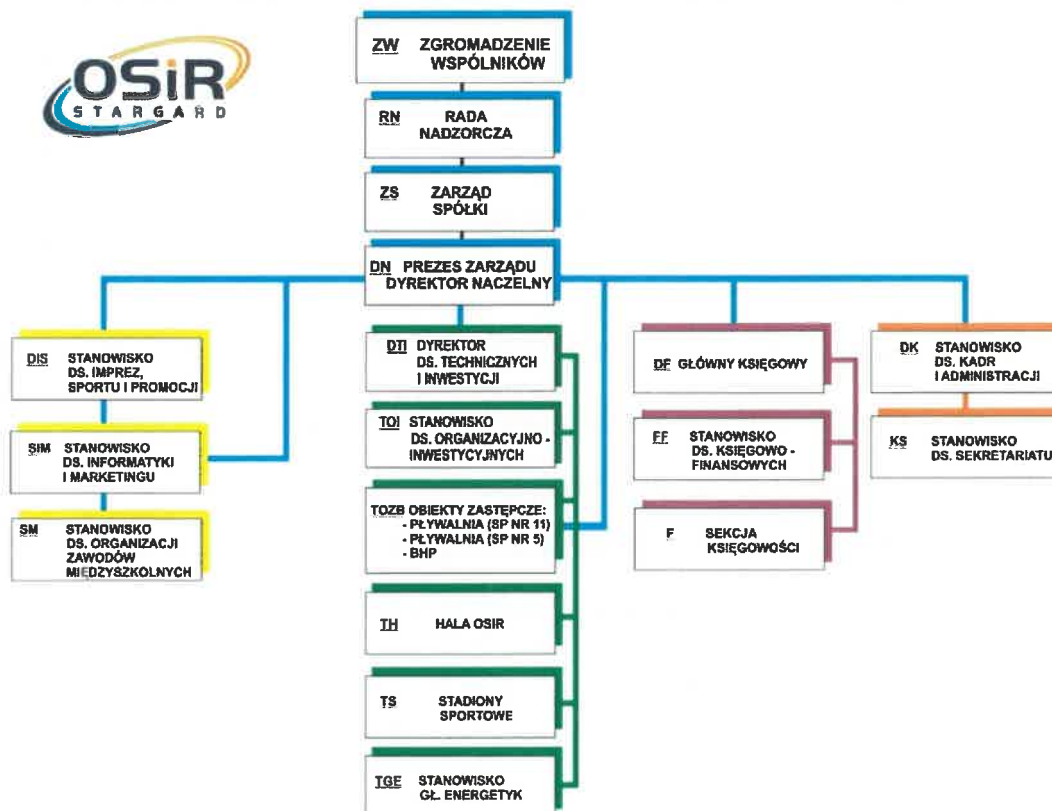 OSiR
STARGARD
ZW ZGROMADZENIE
WSPÓLNIKÓW
RN RADA
NADZORCZA
ZS ZARZĄD
SPÓŁKI
DN PREZES ZARZĄDU
DYREKTOR NACZELNY
DIS STANOWISKO
DS. IMPREZ,
SPORTU I PROMOCJI
SIM STANOWISKO
DS. INFORMATYKI
I MARKETINGU
SM STANOWISKO
DS. ORGANIZACJI
ZAWODÓW
MIĘDZYSZKOLNYCH
DTI DYREKTOR
DS. TECHNICZNYCH
I INWESTYCJI
TOI STANOWISKO
DS. ORGANIZACYJNO -
INWESTYCYJNYCH
TOZB OBIEKTY ZASTĘPCZE:
- PŁYWALNIA (SP NR 11)
- PŁYWALNIA (SP NR 5)
- BHP
TH HALA OSIR
TS STADIONY
SPORTOWE
TGE STANOWISKO
GŁ. ENERGETYK
DF GŁÓWNY KSIĘGOWY
FF STANOWISKO
DS. KSIĘGOWO -
FINANSOWYCH
F SEKCJA
KSIĘGOWOŚCI
DK STANOWISKO
DS. KADR
I ADMINISTRACJI
KS STANOWISKO
DS. SEKRETARIATU